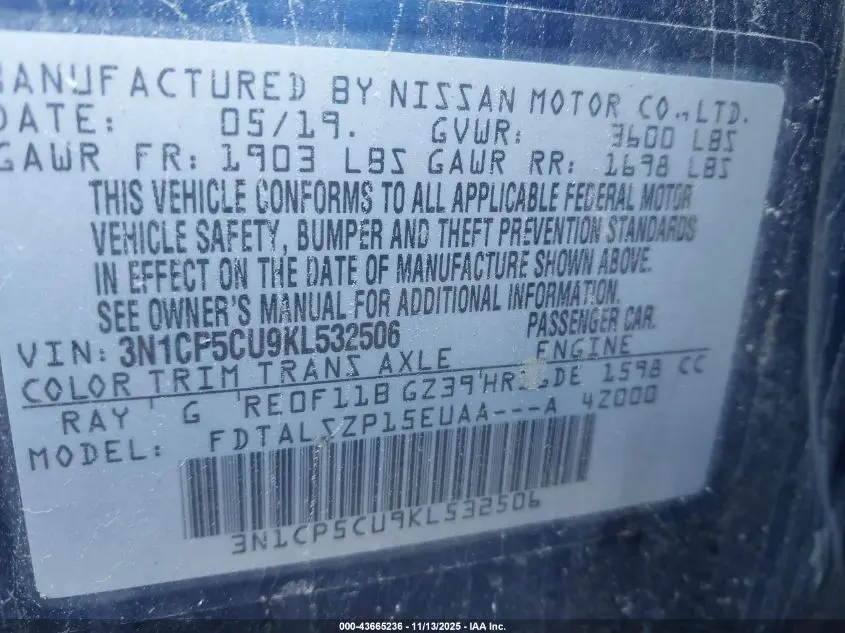 MANUFACTURED BY NISSAN MOTOR CO., LTD.
DATE: 05/19. GVWR: 3600 LBS
GAWR FR: 1903 LBS GAWR RR: 1698 LBS
THIS VEHICLE CONFORMS TO ALL APPLICABLE FEDERAL MOTOR
VEHICLE SAFETY, BUMPER AND THEFT PREVENTION STANDARDS
IN EFFECT ON THE DATE OF MANUFACTURE SHOWN ABOVE.
SEE OWNER'S MANUAL FOR ADDITIONAL INFORMATION.
VIN: 3N1CP5CU9KL532506 PASSENGER CAR.
COLOR TRIM TRANS AXLE ENGINE
RAY G RE0F11B GZ39 1598 CC
MODEL: FDTALSZP15EUAA---A 4Z000
3N1CP5CU9KL532506
000-43665236 - 11/13/2025 - IAA Inc.